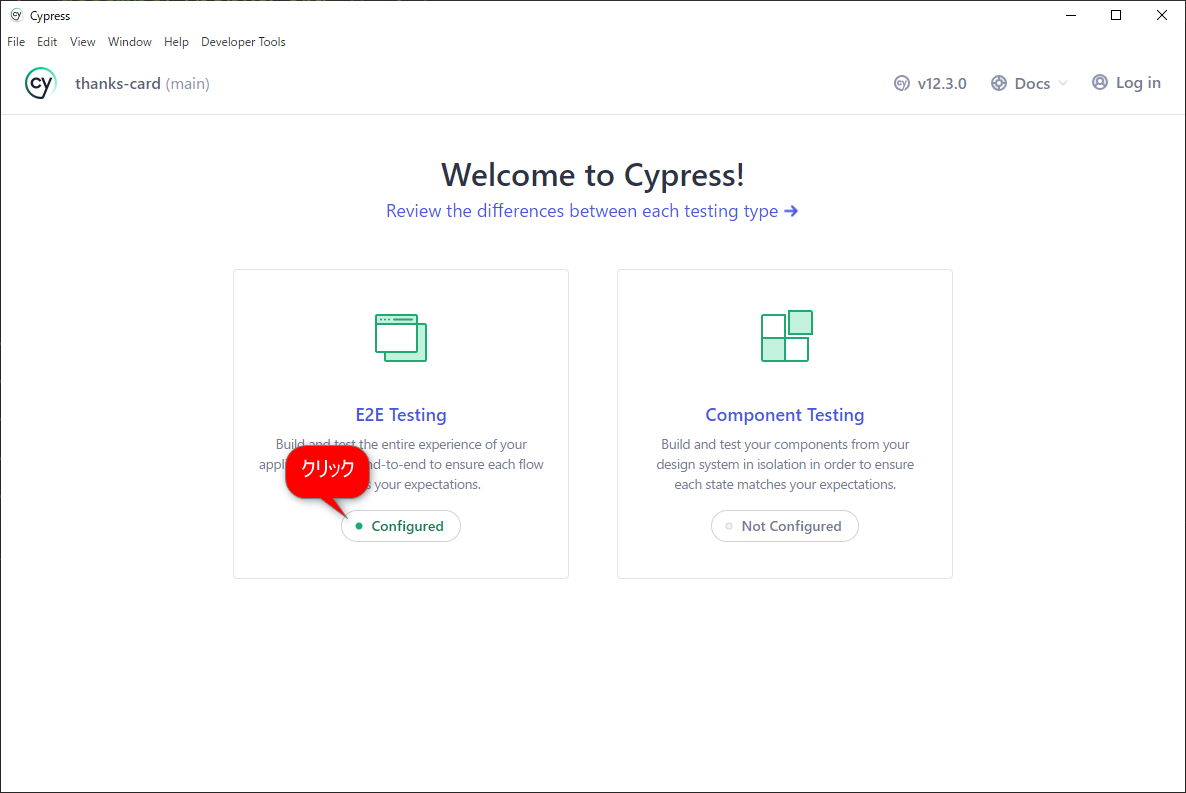 Cypress
File Edit View Window Help Developer Tools
cy thanks-card (main) v12.3.0 Docs Log in
Welcome to Cypress!
Review the differences between each testing type →
E2E Testing
Build and test the entire experience of your
appli nd-to-end to ensure each flow
s your expectations.
クリック
Configured
Component Testing
Build and test your components from your
design system in isolation in order to ensure
each state matches your expectations.
Not Configured